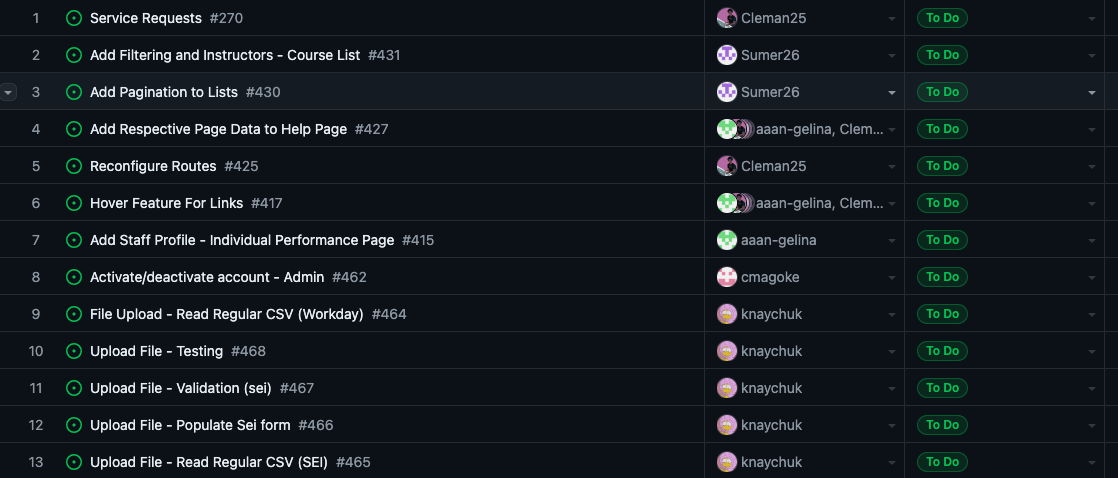 1 Service Requests #270 Cleman25 To Do
2 Add Filtering and Instructors - Course List #431 Sumer26 To Do
3 Add Pagination to Lists #430 Sumer26 To Do
4 Add Respective Page Data to Help Page #427 aaan-gelina, Clem... To Do
5 Reconfigure Routes #425 Cleman25 To Do
6 Hover Feature For Links #417 aaan-gelina, Clem... To Do
7 Add Staff Profile - Individual Performance Page #415 aaan-gelina To Do
8 Activate/deactivate account - Admin #462 cmagoke To Do
9 File Upload - Read Regular CSV (Workday) #464 knaychuk To Do
10 Upload File - Testing #468 knaychuk To Do
11 Upload File - Validation (sei) #467 knaychuk To Do
12 Upload File - Populate Sei form #466 knaychuk To Do
13 Upload File - Read Regular CSV (SEI) #465 knaychuk To Do